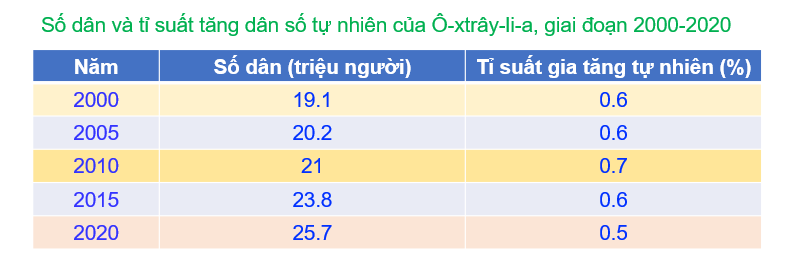 Số dân và tỉ suất tăng dân số tự nhiên của Ô-xtrây-li-a, giai đoạn 2000-2020
Năm Số dân (triệu người) Tỉ suất gia tăng tự nhiên (%)
2000 19.1 0.6
2005 20.2 0.6
2010 21 0.7
2015 23.8 0.6
2020 25.7 0.5